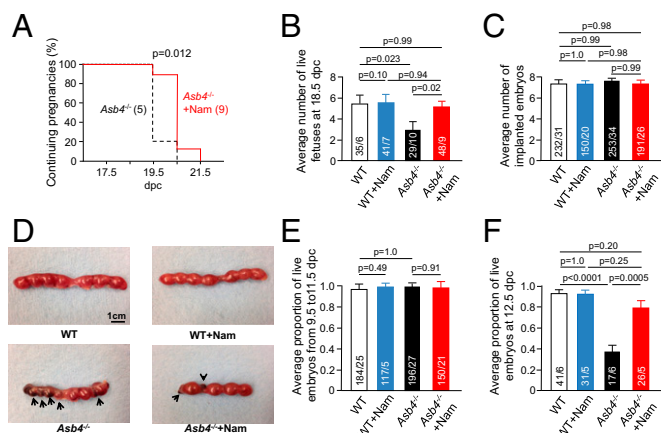 A
Continuing pregnancies (%)
100
80
60
40
20
0
p=0.012
Asb4-/- (5)
Asb4-/-
+Nam (9)
17.5 19.5 21.5
dpc
B
Average number of live
fetuses at 18.5 dpc
10
8
6
4
2
0
p=0.99
p=0.023
p=0.10 p=0.94
p=0.02
35/6
41/7
29/10
48/9
WT
WT+Nam
Asb4-/-
Asb4-/-
+Nam
C
Average number of
implanted embryos
10
8
6
4
2
0
p=0.98
p=0.99
p=1.0 p=0.98
p=0.99
232/31
150/20
253/34
191/26
WT
WT+Nam
Asb4-/-
Asb4-/-
+Nam
D
1cm
WT
WT+Nam
Asb4-/-
Asb4-/-+Nam
E
Average proportion of live
embryos from 9.5 to11.5 dpc
1.0
0.8
0.6
0.4
0.2
0.0
p=1.0
p=0.49 p=0.91
184/25
117/5
196/27
150/21
WT
WT+Nam
Asb4-/-
Asb4-/-
+Nam
F
Average proportion of live
embryos at 12.5 dpc
1.0
0.8
0.6
0.4
0.2
0.0
p=0.20
p=1.0 p=0.25
p<0.0001 p=0.0005
41/6
31/5
17/6
26/5
WT
WT+Nam
Asb4-/-
Asb4-/-
+Nam